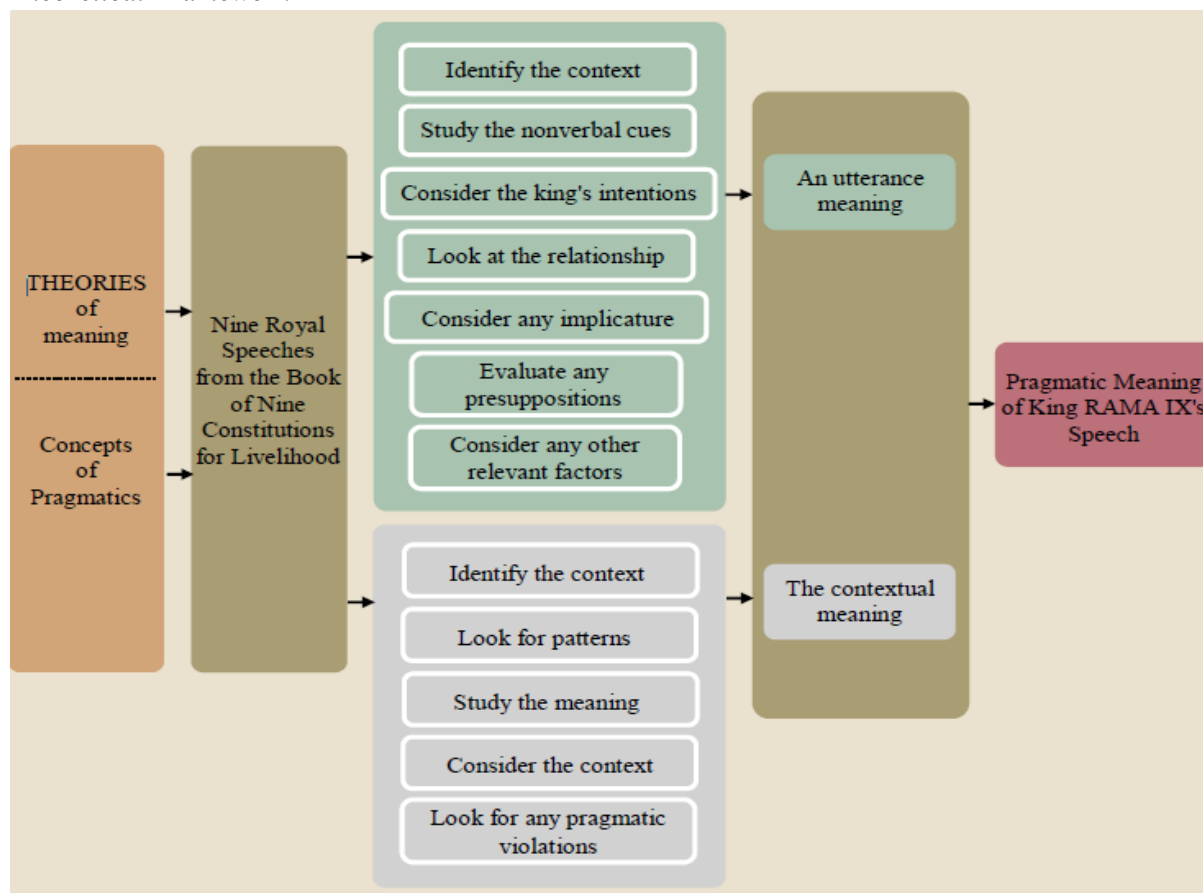 THEORIES
of
meaning
Concepts
of
Pragmatics
Nine Royal
Speeches
from the Book
of Nine
Constitutions
for Livelihood
Identify the context
Study the nonverbal cues
Consider the king's intentions
Look at the relationship
Consider any implicature
Evaluate any
presuppositions
Consider any other
relevant factors
Identify the context
Look for patterns
Study the meaning
Consider the context
Look for any pragmatic
violations
An utterance
meaning
The contextual
meaning
Pragmatic Meaning
of King RAMA IX's
Speech